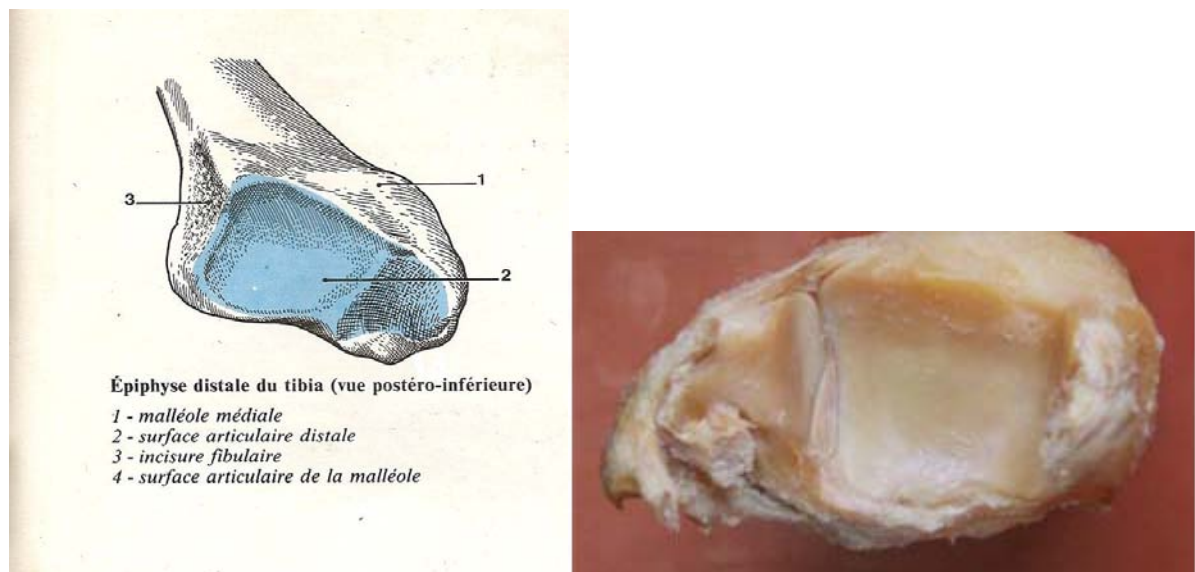 1
3
2
Épiphyse distale du tibia (vue postéro-inférieure)
1 - malléole médiale
2 - surface articulaire distale
3 - incisure fibulaire
4 - surface articulaire de la malléole